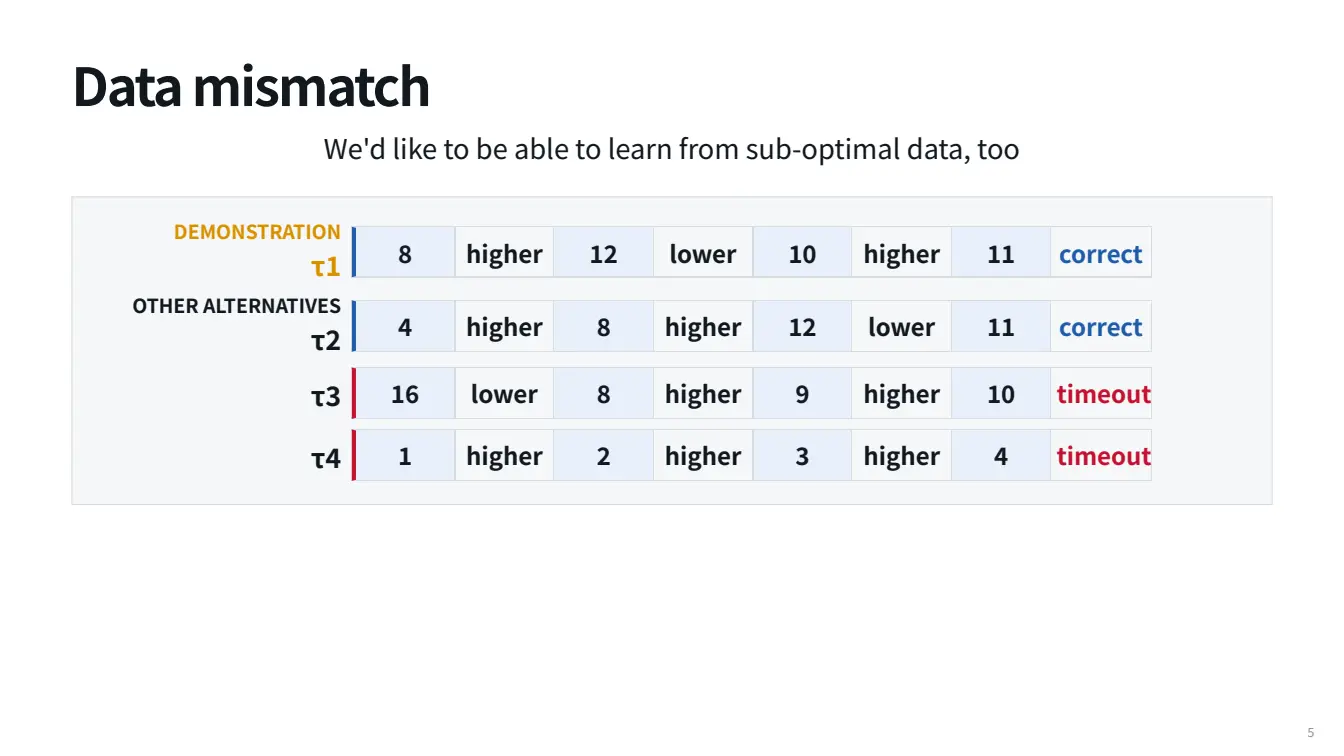 Data mismatch
We'd like to be able to learn from sub-optimal data, too
DEMONSTRATION
τ1 8 higher 12 lower 10 higher 11 correct
OTHER ALTERNATIVES
τ2 4 higher 8 higher 12 lower 11 correct
τ3 16 lower 8 higher 9 higher 10 timeout
τ4 1 higher 2 higher 3 higher 4 timeout
5